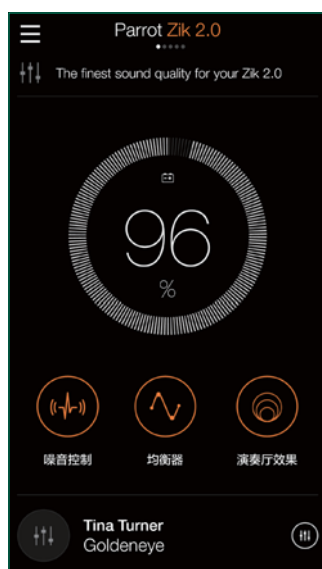 Parrot Zik 2.0
The finest sound quality for your Zik 2.0
96
%
噪音控制
均衡器
演奏厅效果
Tina Turner
Goldeneye